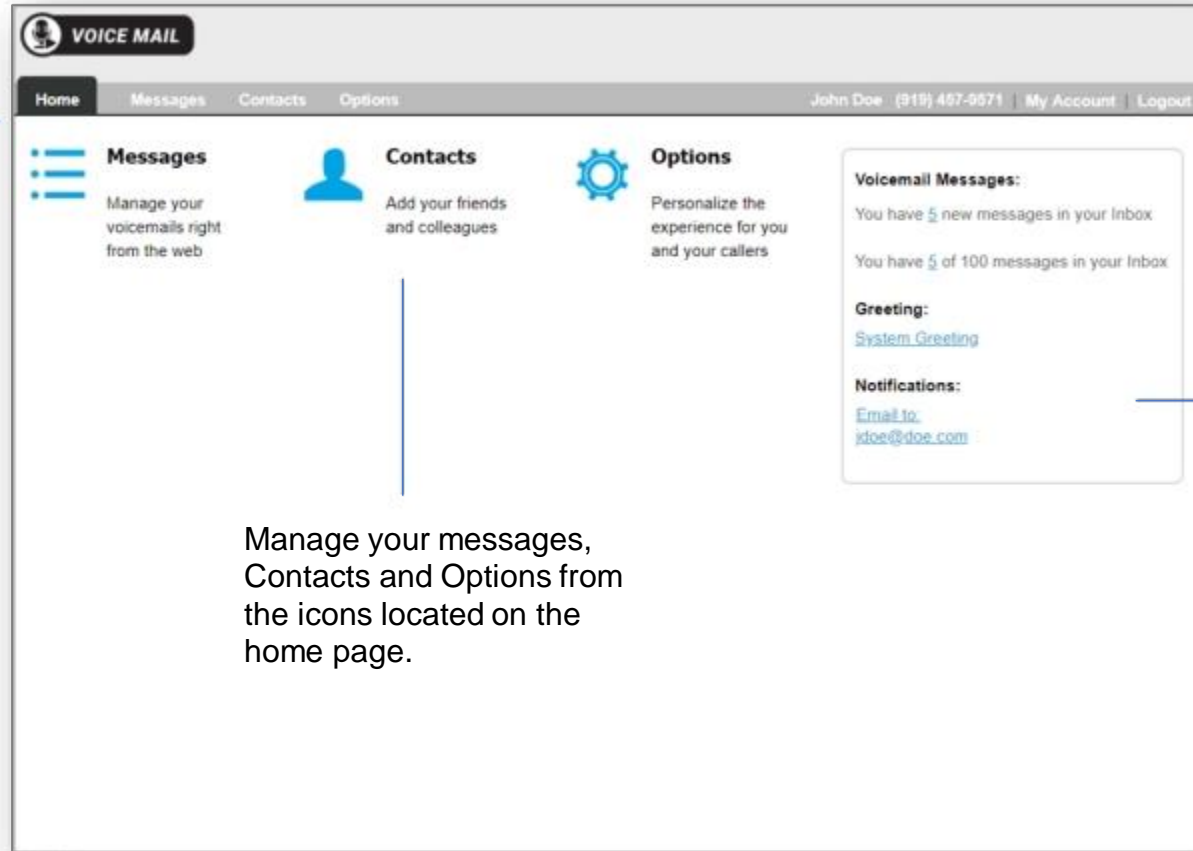 VOICE MAIL
Home Messages Contacts Options John Doe (919) 467-9571 | My Account | Logout
Messages
Manage your
voicemails right
from the web
Contacts
Add your friends
and colleagues
Options
Personalize the
experience for you
and your callers
Voicemail Messages:
You have 5 new messages in your Inbox
You have 5 of 100 messages in your Inbox
Greeting:
System Greeting
Notifications:
Email to:
jdoe@doe.com
Manage your messages,
Contacts and Options from
the icons located on the
home page.